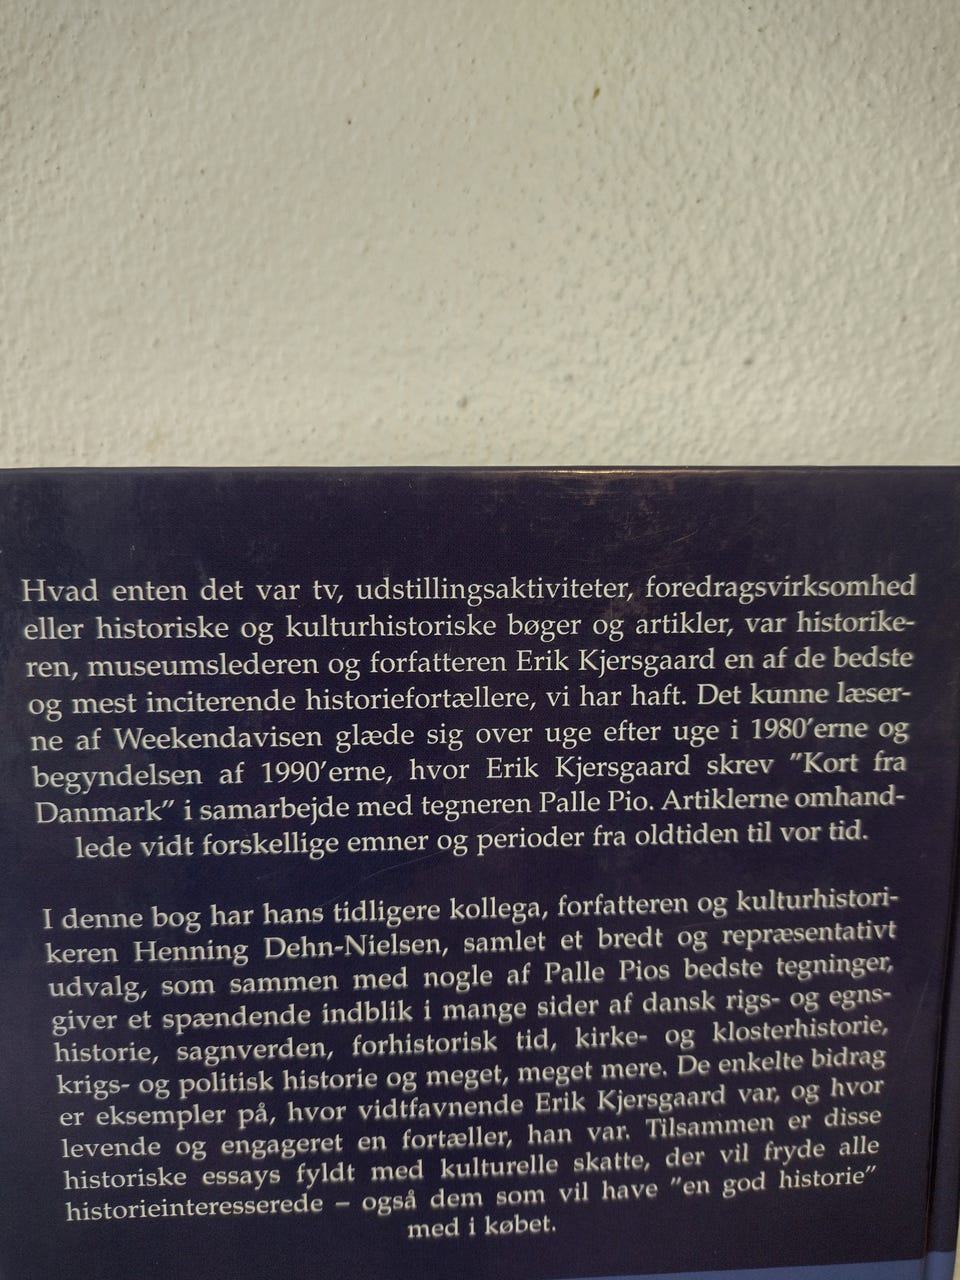 Hvad enten det var tv, udstillingsaktiviteter, foredragsvirksomhed
eller historiske og kulturhistoriske bøger og artikler, var historike-
ren, museumslederen og forfatteren Erik Kjersgaard en af de bedste
og mest inciterende historiefortællere, vi har haft. Det kunne læser-
ne af Weekendavisen glæde sig over uge efter uge i 1980'erne og
begyndelsen af 1990'erne, hvor Erik Kjersgaard skrev "Kort fra
Danmark" i samarbejde med tegneren Palle Pio. Artiklerne omhand-
lede vidt forskellige emner og perioder fra oldtiden til vor tid.
I denne bog har hans tidligere kollega, forfatteren og kulturhistori-
keren Henning Dehn-Nielsen, samlet et bredt og repræsentativt
udvalg, som sammen med nogle af Palle Pios bedste tegninger,
giver et spændende indblik i mange sider af dansk rigs- og egns-
historie, sagnverden, forhistorisk tid, kirke- og klosterhistorie,
krigs- og politisk historie og meget, meget mere. De enkelte bidrag
er eksempler på, hvor vidtfavnende Erik Kjersgaard var, og hvor
levende og engageret en fortæller, han var. Tilsammen er disse
historiske essays fyldt med kulturelle skatte, der vil fryde alle
historieinteresserede – også dem som vil have "en god historie"
med i købet.